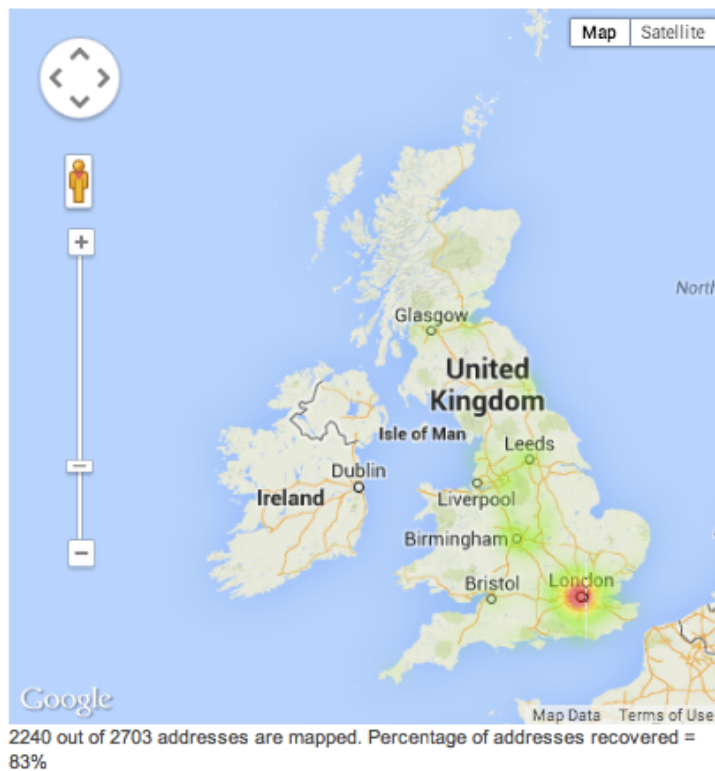 Map Satellite
North
Glasgow
United
Kingdom
Isle of Man
Leeds
Dublin
Ireland
Liverpool
Birmingham
Bristol
London
Google
Map Data Terms of Use
2240 out of 2703 addresses are mapped. Percentage of addresses recovered =
83%